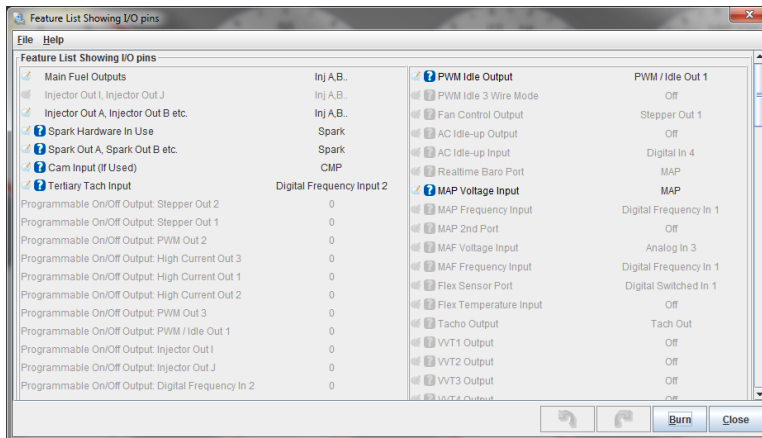 Feature List Showing I/O pins
File Help
Feature List Showing I/O pins
Main Fuel Outputs Inj A,B..
Injector Out I, Injector Out J Inj A,B..
Injector Out A, Injector Out B etc. Inj A,B..
Spark Hardware In Use Spark
Spark Out A, Spark Out B etc. Spark
Cam Input (If Used) CMP
Tertiary Tach Input Digital Frequency Input 2
Programmable On/Off Output: Stepper Out 2 0
Programmable On/Off Output: Stepper Out 1 0
Programmable On/Off Output: PWM Out 2 0
Programmable On/Off Output: High Current Out 3 0
Programmable On/Off Output: High Current Out 1 0
Programmable On/Off Output: High Current Out 2 0
Programmable On/Off Output: PWM Out 3 0
Programmable On/Off Output: PWM / Idle Out 1 0
Programmable On/Off Output: Injector Out I 0
Programmable On/Off Output: Injector Out J 0
Programmable On/Off Output: Digital Frequency In 2 0
PWM Idle Output PWM / Idle Out 1
PWM Idle 3 Wire Mode Off
Fan Control Output Stepper Out 1
AC Idle-up Output Off
AC Idle-up Input Digital In 4
Realtime Baro Port MAP
MAP Voltage Input MAP
MAP Frequency Input Digital Frequency In 1
MAP 2nd Port Off
MAF Voltage Input Analog In 3
MAF Frequency Input Digital Frequency In 1
Flex Sensor Port Digital Switched In 1
Flex Temperature Input Off
Tacho Output Tach Out
VVT1 Output Off
VVT2 Output Off
VVT3 Output Off
VVT4 Output Off
Burn Close